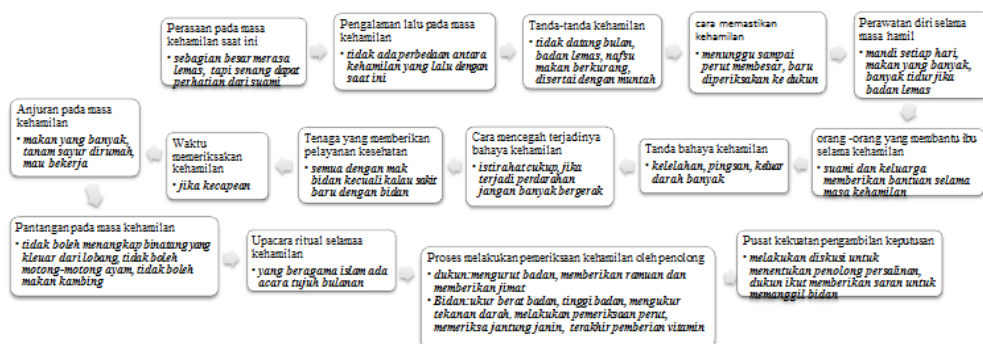 Perasaan pada masa
kehamilan saat ini
• sebagian besar merasa
lemas, tapi senang dapat
perhatian dari suami
Pengalaman lalu pada masa
kehamilan
• tidak ada perbedaan antara
kehamilan yang lalu dengan
saat ini
Tanda-tanda kehamilan
• tidak datang bulan,
badan lemas, nafsu
makan berkurang,
disertai dengan muntah
cara memastikan
kehamilan
• menunggu sampai
perut membesar, baru
diperiksakan ke dukun
Perawatan diri selama
masa hamil
• mandi setiap hari,
makan yang banyak,
banyak tidur jika
badan lemas
orang -orang yang membantu ibu
selama kehamilan
• suami dan keluarga
memberikan bantuan selama
masa kehamilan
Tanda bahaya kehamilan
• kelelahan, pingsan, keluar
darah banyak
Cara mencegah terjadinya
bahaya kehamilan
• istirahat cukup, jika
terjadi perdarahan
jangan banyak bergerak
Tenaga yang memberikan
pelayanan kesehatan
• semua dengan mak
bidan kecuali kalau sakit
baru dengan bidan
Waktu
memeriksakan
kehamilan
• jika kecapean
Anjuran pada masa
kehamilan
• makan yang banyak,
tanam sayur dirumah,
mau bekerja
Pantangan pada masa kehamilan
• tidak boleh menangkap binatang yang
kleuar dari lobang, tidak boleh
motong-motong ayam, tidak boleh
makan kambing
Upacara ritual selamaa
kehamilan
• yang beragama islam ada
acara tujuh bulanan
Proses melakukan pemeriksaan kehamilan oleh penolong
• dukun:mengurut badan, memberikan ramuan dan
memberikan jimat
• Bidan:ukur berat badan, tinggi badan, mengukur
tekanan darah, melakukan pemeriksaan perut,
memeriksa jantung janin, terakhir pemberian vitamin
Pusat kekuatan pengambilan keputusan
• melakukan diskusi untuk
menentukan penolong persalinan,
dukun ikut memberikan saran untuk
memanggil bidan